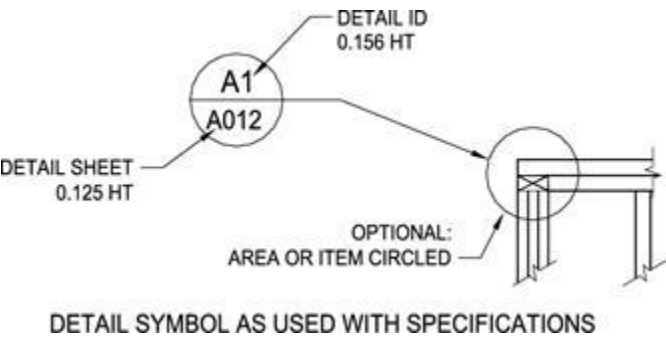 DETAIL ID
0.156 HT
A1
A012
DETAIL SHEET
0.125 HT
OPTIONAL:
AREA OR ITEM CIRCLED
DETAIL SYMBOL AS USED WITH SPECIFICATIONS